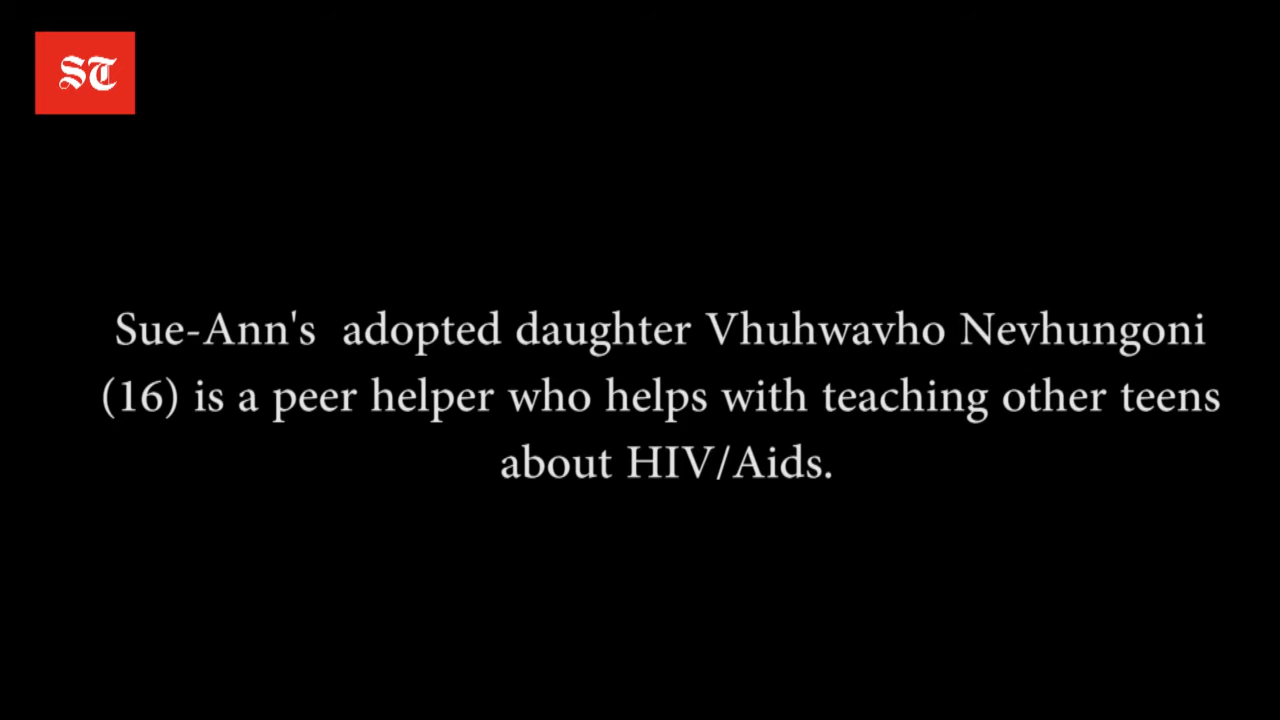 ST
Sue-Ann's  adopted daughter Vhuhwavho Nevhungoni
(16) is a peer helper who helps with teaching other teens
about HIV/Aids.